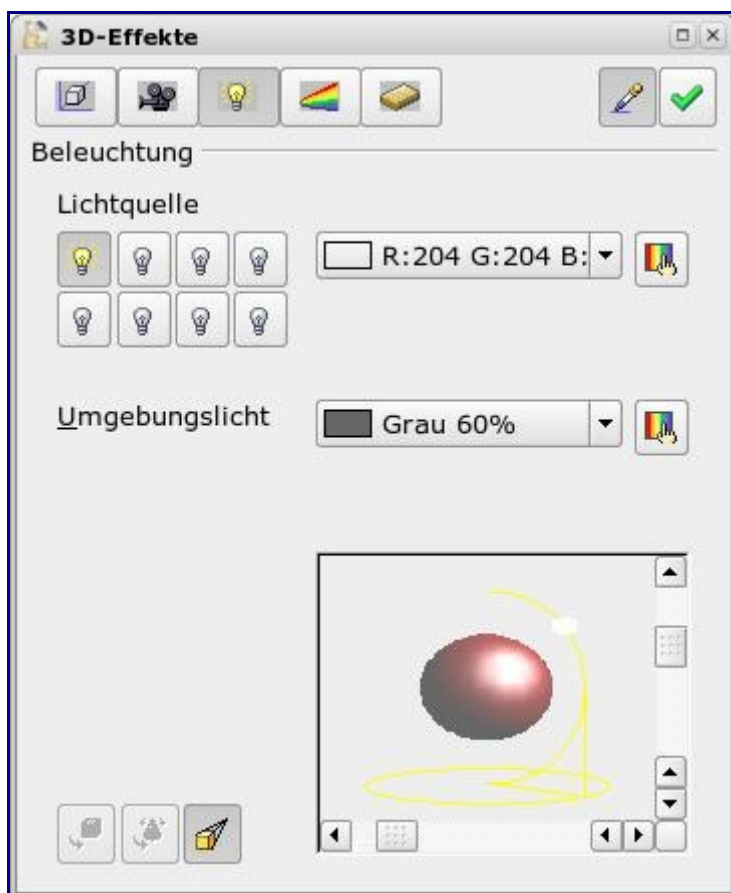 3D-Effekte
Beleuchtung
Lichtquelle
R:204 G:204 B:
Umgebungslicht
Grau 60%